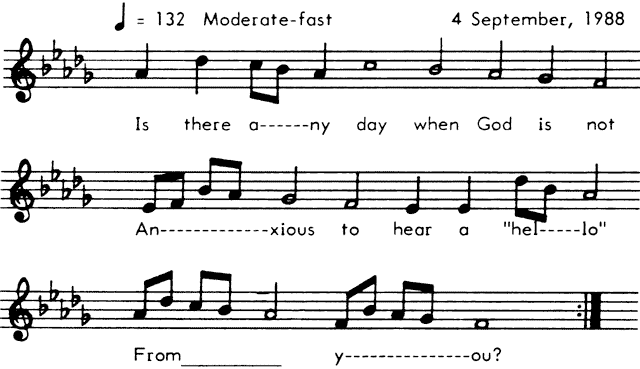 = 132 Moderate-fast 4 September, 1988
Is there a------ny day when God is not
An------------xious to hear a "hel-----lo"
From__________ y---------------ou?